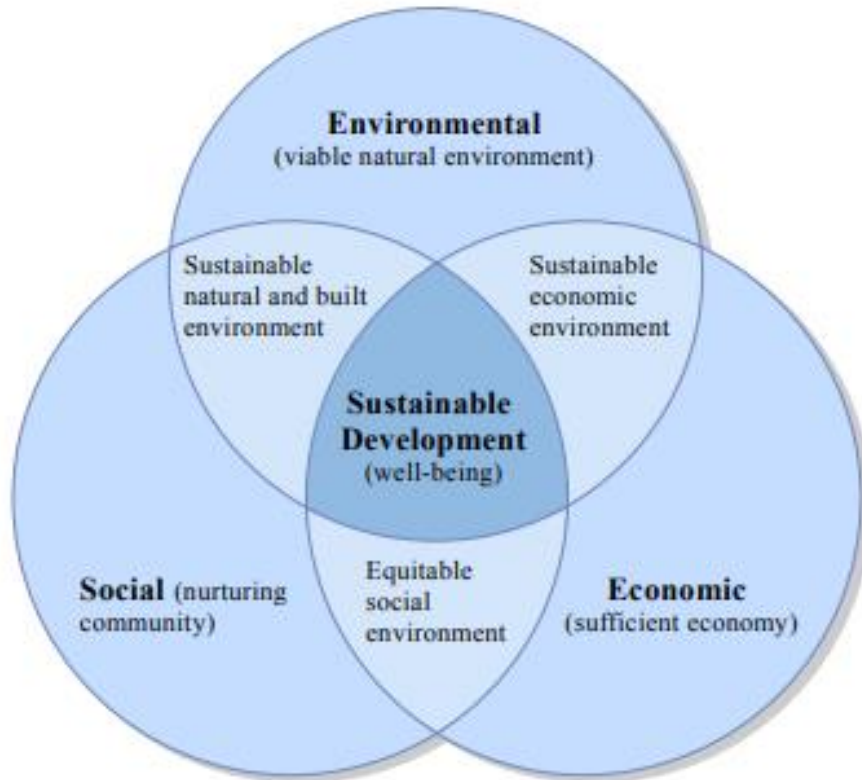 Environmental
(viable natural environment)
Sustainable
natural and built
environment
Sustainable
economic
environment
Sustainable
Development
(well-being)
Social (nurturing
community)
Equitable
social
environment
Economic
(sufficient economy)